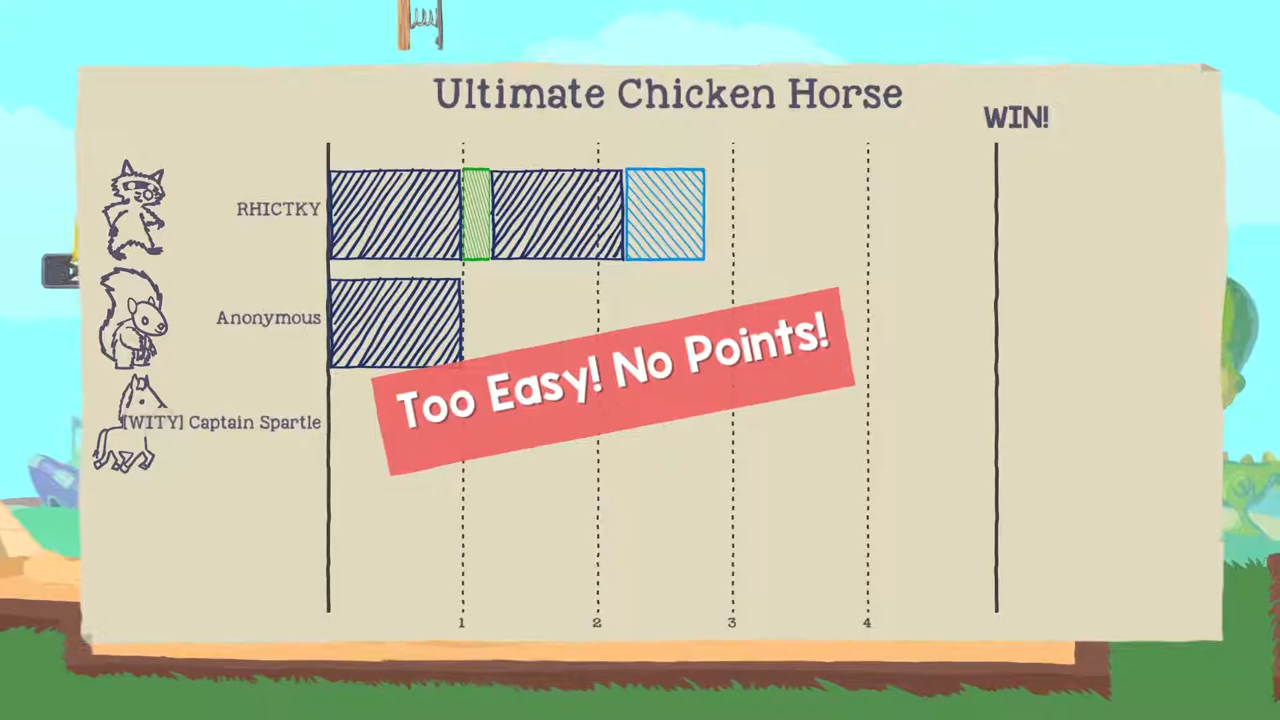 Ultimate Chicken Horse
WIN!
RHICTKY
Anonymous
Too Easy! No Points!
[WITY] Captain Spartle
1 2 3 4